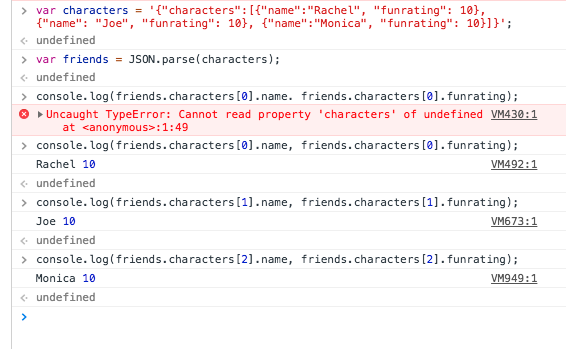 var characters = '{"characters":[{"name":"Rachel", "funrating": 10},
{"name": "Joe", "funrating": 10}, {"name":"Monica", "funrating": 10}]}';
undefined
var friends = JSON.parse(characters);
undefined
console.log(friends.characters[0].name. friends.characters[0].funrating);
Uncaught TypeError: Cannot read property 'characters' of undefined VM430:1
at <anonymous>:1:49
console.log(friends.characters[0].name, friends.characters[0].funrating);
Rachel 10 VM492:1
undefined
console.log(friends.characters[1].name, friends.characters[1].funrating);
Joe 10 VM673:1
undefined
console.log(friends.characters[2].name, friends.characters[2].funrating);
Monica 10 VM949:1
undefined